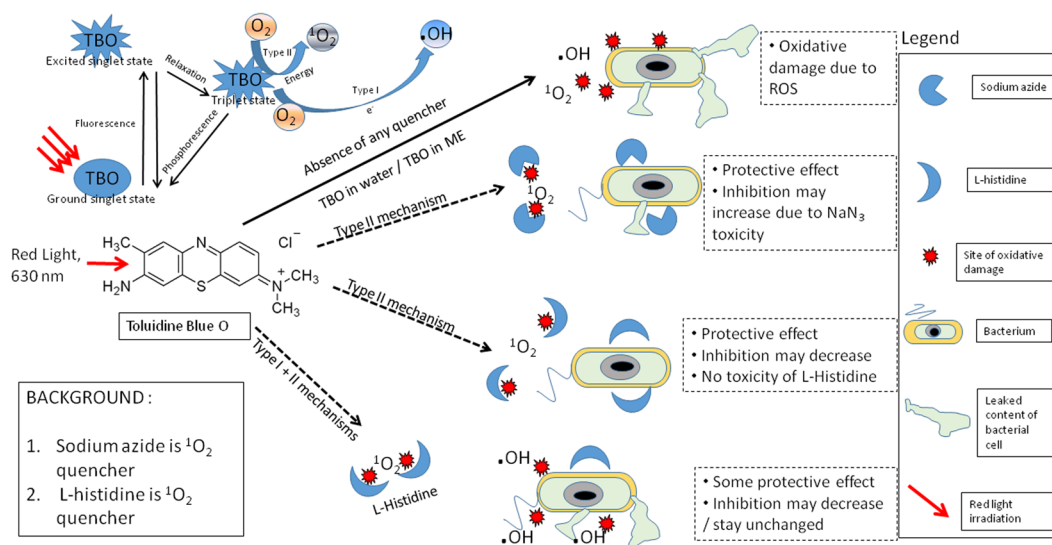 TBO
Excited singlet state
Relaxation
TBO
Triplet state
O2
Type II
1O2
Energy
.OH
Type I
e-
O2
Fluorescence
Phosphorescence
TBO
Ground singlet state
Absence of any quencher
TBO in water / TBO in ME
Type II mechanism
Type II
mechanism
Type I + II mechanisms
Red Light,
630 nm
H3C
N
Cl−
H2N
S
N+
CH3
CH3
Toluidine Blue O
BACKGROUND :
1. Sodium azide is 1O2
quencher
2. L-histidine is 1O2
quencher
.OH
1O2
• Oxidative
damage due to
ROS
1O2
• Protective effect
• Inhibition may
increase due to NaN3
toxicity
1O2
• Protective effect
• Inhibition may decrease
• No toxicity of L-Histidine
1O2
L-Histidine
.OH
.OH
.OH
• Some protective effect
• Inhibition may decrease
/ stay unchanged
Legend
Sodium azide
L-histidine
Site of oxidative
damage
Bacterium
Leaked
content of
bacterial
cell
Red light
irradiation